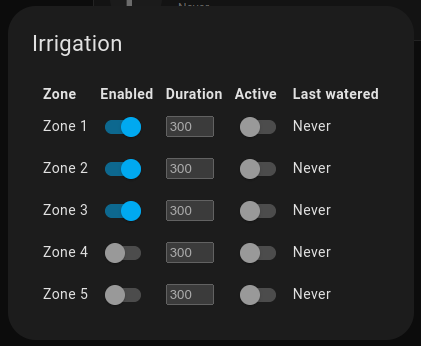 Never
Irrigation
Zone Enabled Duration Active Last watered
Zone 1 300 Never
Zone 2 300 Never
Zone 3 300 Never
Zone 4 300 Never
Zone 5 300 Never